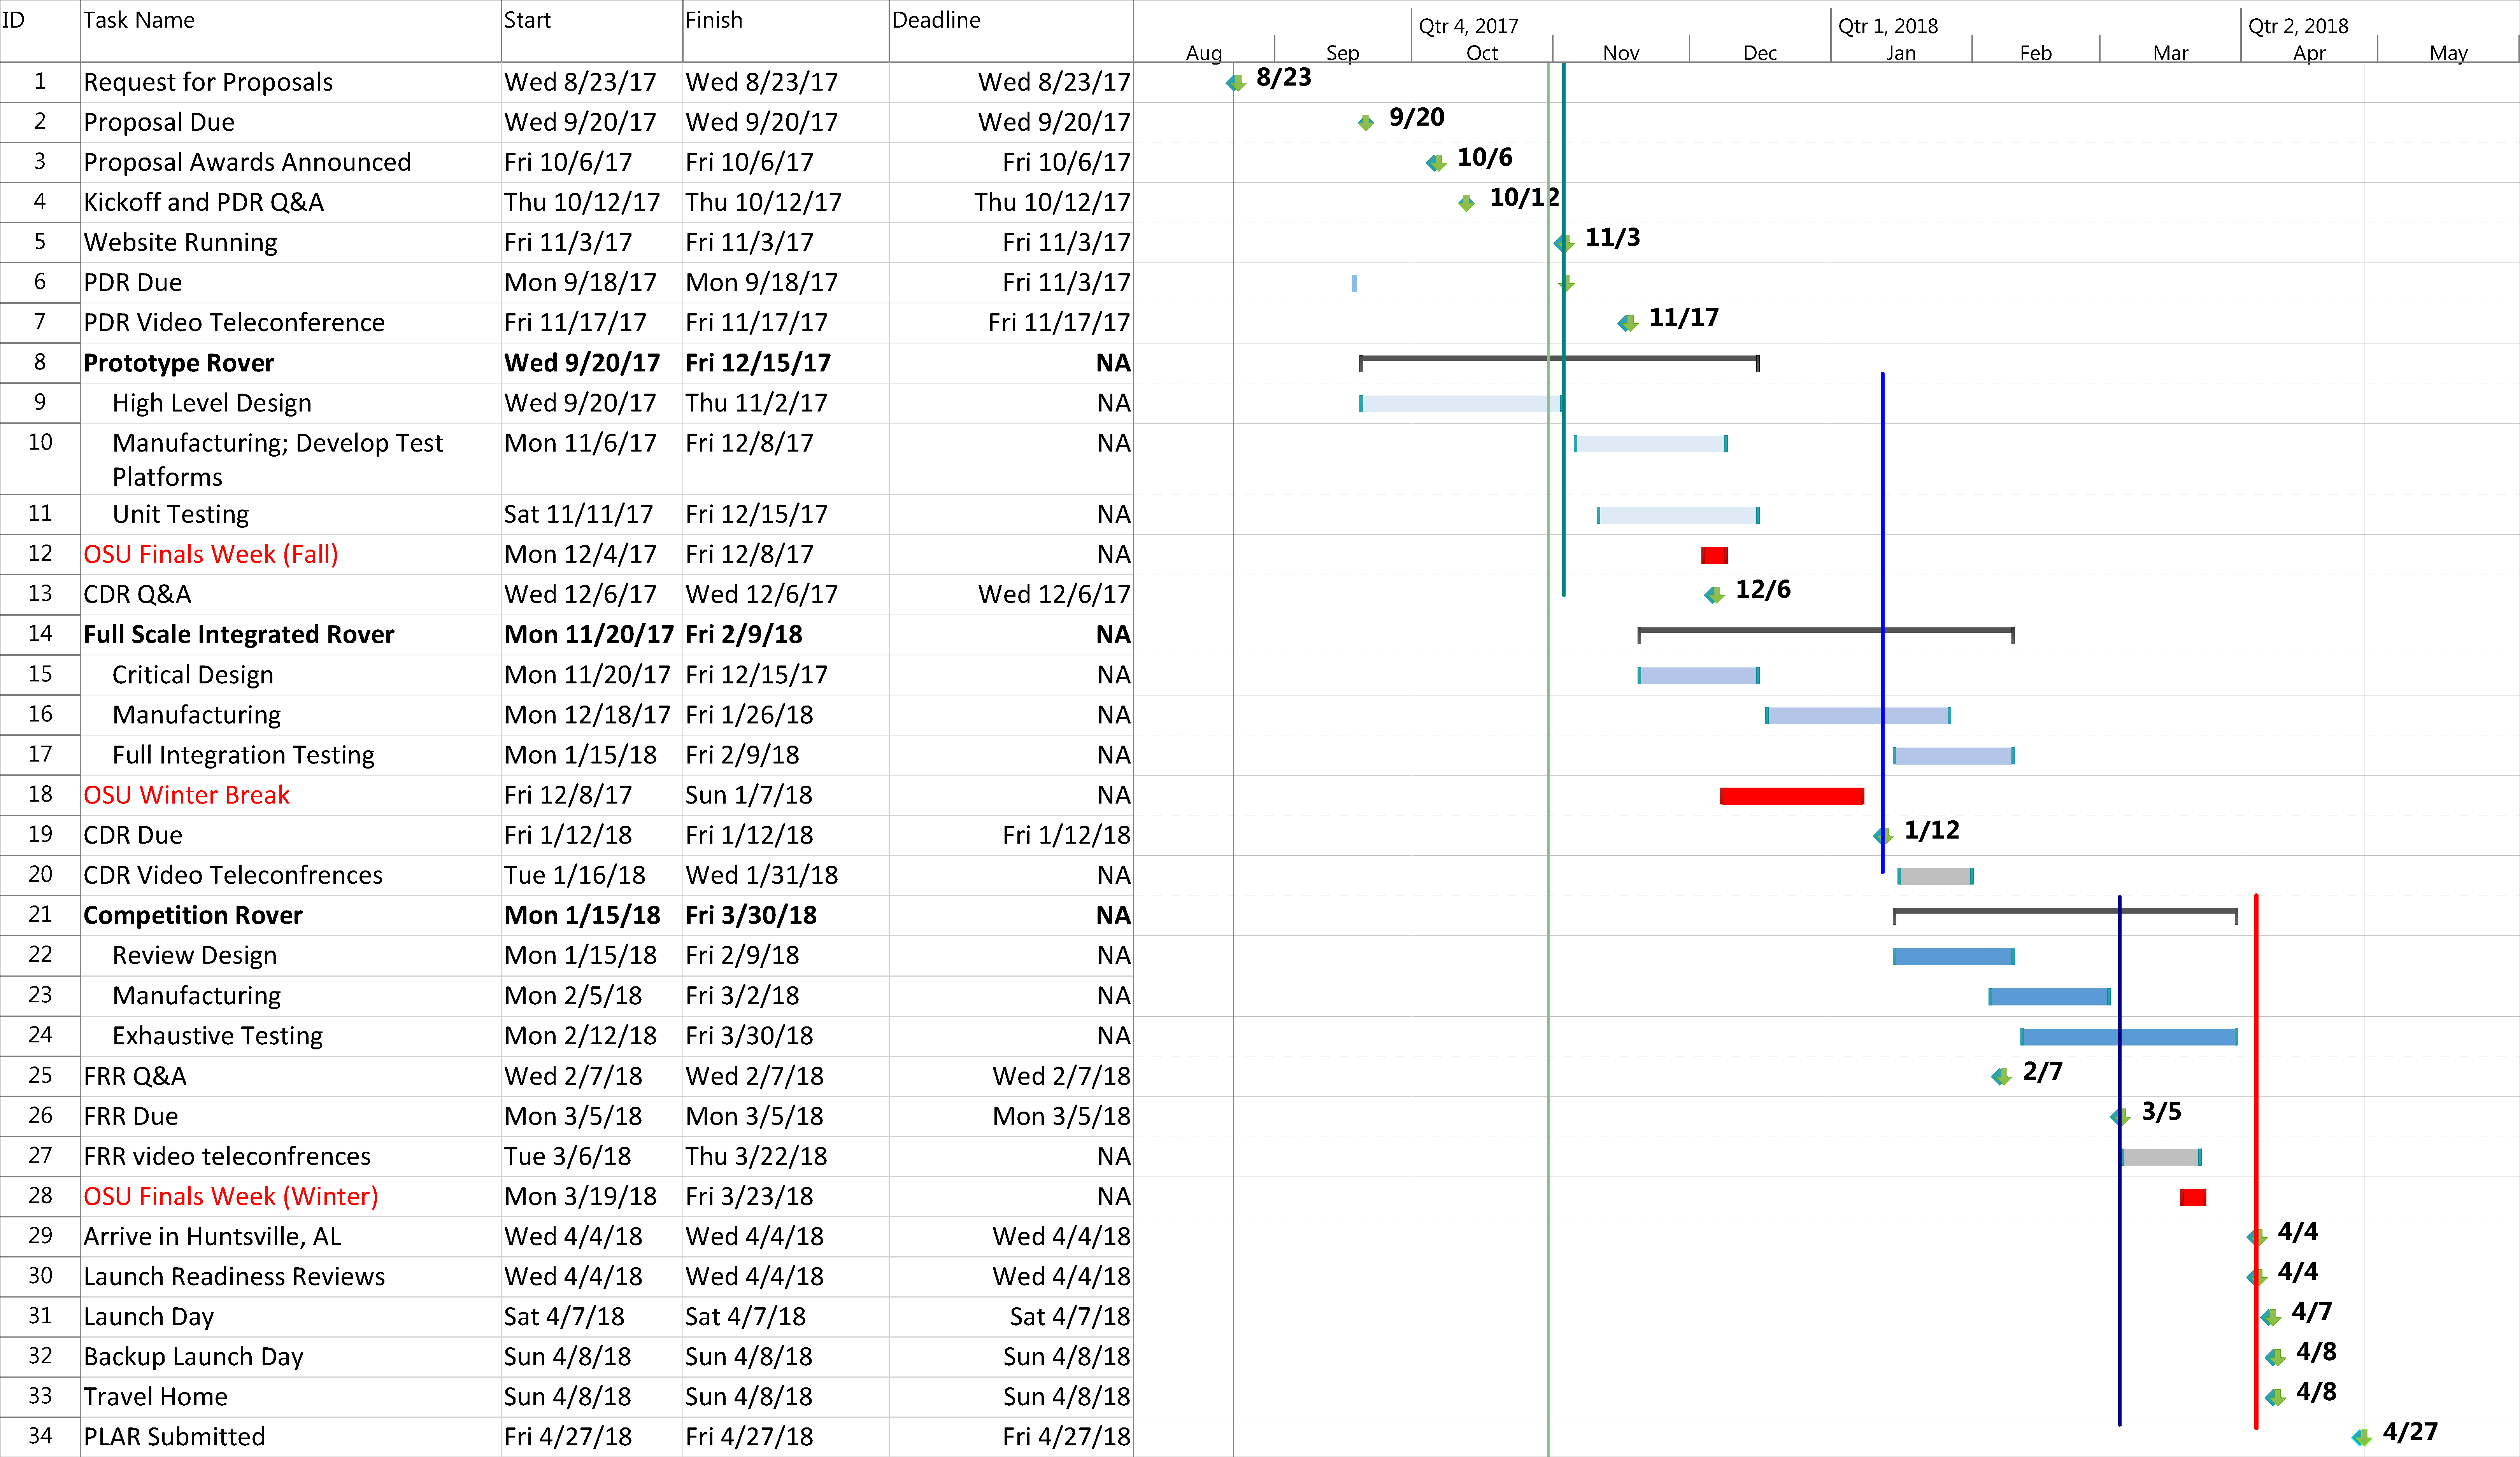 ID Task Name Start Finish Deadline
Qtr 4, 2017 Qtr 1, 2018 Qtr 2, 2018
Aug Sep Oct Nov Dec Jan Feb Mar Apr May
1 Request for Proposals Wed 8/23/17 Wed 8/23/17 Wed 8/23/17 8/23
2 Proposal Due Wed 9/20/17 Wed 9/20/17 Wed 9/20/17 9/20
3 Proposal Awards Announced Fri 10/6/17 Fri 10/6/17 Fri 10/6/17 10/6
4 Kickoff and PDR Q&A Thu 10/12/17 Thu 10/12/17 Thu 10/12/17 10/12
5 Website Running Fri 11/3/17 Fri 11/3/17 Fri 11/3/17 11/3
6 PDR Due Mon 9/18/17 Mon 9/18/17 Fri 11/3/17
7 PDR Video Teleconference Fri 11/17/17 Fri 11/17/17 Fri 11/17/17 11/17
8 Prototype Rover Wed 9/20/17 Fri 12/15/17 NA
9 High Level Design Wed 9/20/17 Thu 11/2/17 NA
10 Manufacturing; Develop Test Mon 11/6/17 Fri 12/8/17 NA
Platforms
11 Unit Testing Sat 11/11/17 Fri 12/15/17 NA
12 OSU Finals Week (Fall) Mon 12/4/17 Fri 12/8/17 NA
13 CDR Q&A Wed 12/6/17 Wed 12/6/17 Wed 12/6/17 12/6
14 Full Scale Integrated Rover Mon 11/20/17 Fri 2/9/18 NA
15 Critical Design Mon 11/20/17 Fri 12/15/17 NA
16 Manufacturing Mon 12/18/17 Fri 1/26/18 NA
17 Full Integration Testing Mon 1/15/18 Fri 2/9/18 NA
18 OSU Winter Break Fri 12/8/17 Sun 1/7/18 NA
19 CDR Due Fri 1/12/18 Fri 1/12/18 Fri 1/12/18 1/12
20 CDR Video Teleconfrences Tue 1/16/18 Wed 1/31/18 NA
21 Competition Rover Mon 1/15/18 Fri 3/30/18 NA
22 Review Design Mon 1/15/18 Fri 2/9/18 NA
23 Manufacturing Mon 2/5/18 Fri 3/2/18 NA
24 Exhaustive Testing Mon 2/12/18 Fri 3/30/18 NA
25 FRR Q&A Wed 2/7/18 Wed 2/7/18 Wed 2/7/18 2/7
26 FRR Due Mon 3/5/18 Mon 3/5/18 Mon 3/5/18 3/5
27 FRR video teleconfrences Tue 3/6/18 Thu 3/22/18 NA
28 OSU Finals Week (Winter) Mon 3/19/18 Fri 3/23/18 NA
29 Arrive in Huntsville, AL Wed 4/4/18 Wed 4/4/18 Wed 4/4/18 4/4
30 Launch Readiness Reviews Wed 4/4/18 Wed 4/4/18 Wed 4/4/18 4/4
31 Launch Day Sat 4/7/18 Sat 4/7/18 Sat 4/7/18 4/7
32 Backup Launch Day Sun 4/8/18 Sun 4/8/18 Sun 4/8/18 4/8
33 Travel Home Sun 4/8/18 Sun 4/8/18 Sun 4/8/18 4/8
34 PLAR Submitted Fri 4/27/18 Fri 4/27/18 Fri 4/27/18 4/27